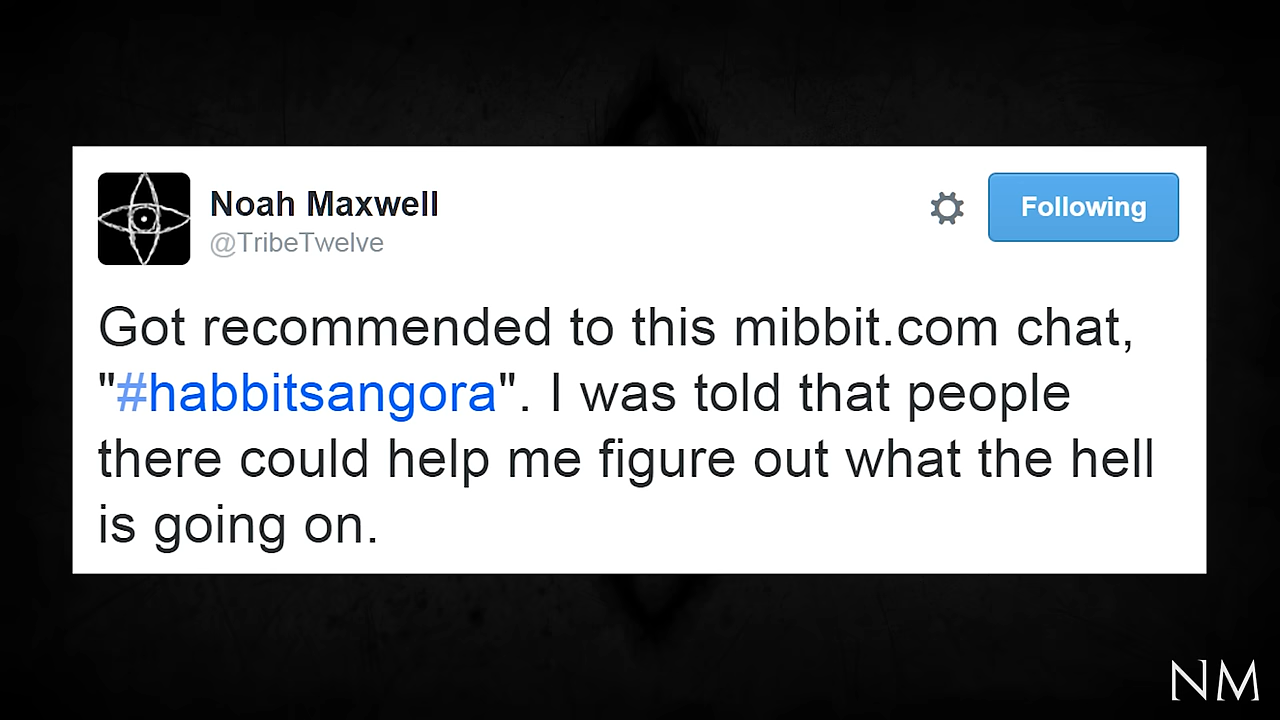 Noah Maxwell
@TribeTwelve
Following
Got recommended to this mibbit.com chat,
"#habbitsangora". I was told that people
there could help me figure out what the hell
is going on.
NM